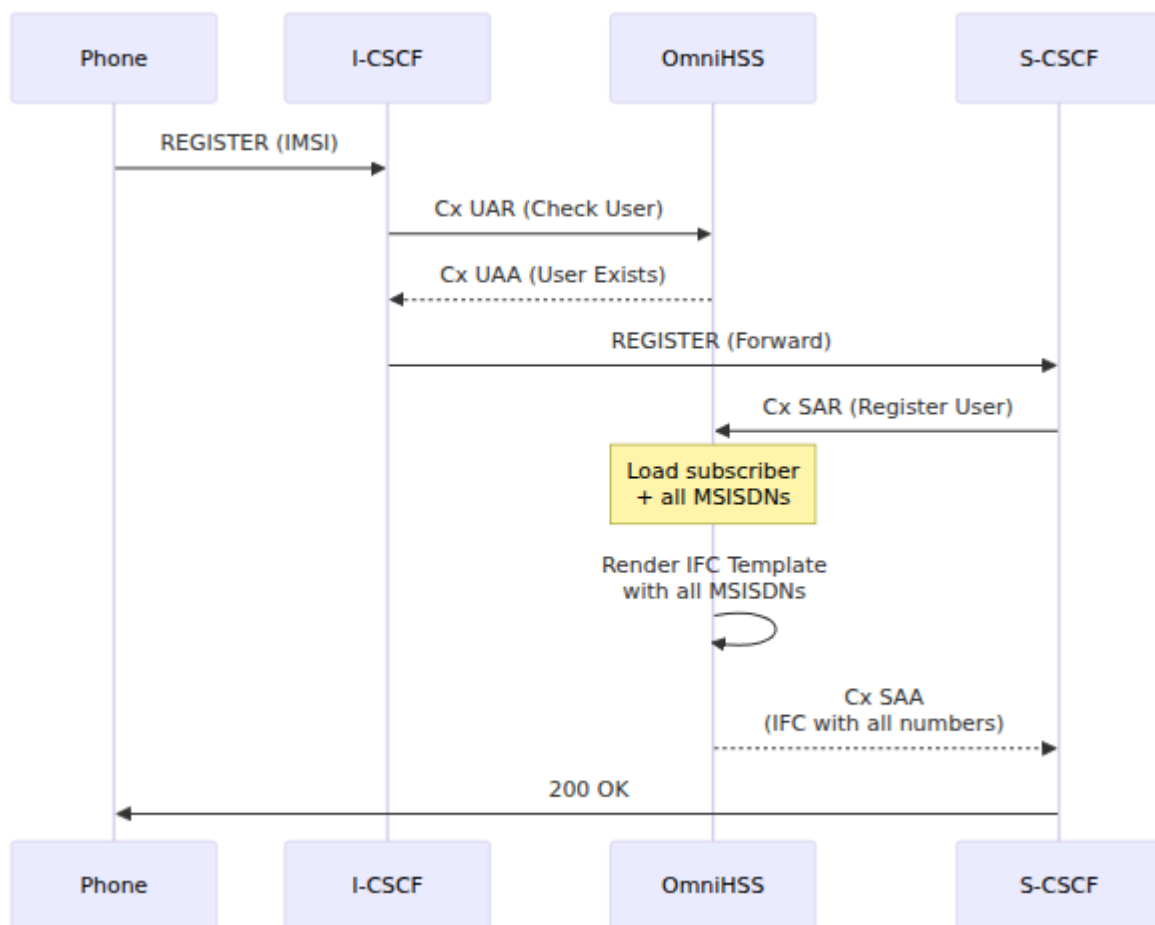 Phone
I-CSCF
OmniHSS
S-CSCF
REGISTER (IMSI)
Cx UAR (Check User)
Cx UAA (User Exists)
REGISTER (Forward)
Cx SAR (Register User)
Load subscriber
+ all MSISDNs
Render IFC Template
with all MSISDNs
Cx SAA
(IFC with all numbers)
200 OK
Phone
I-CSCF
OmniHSS
S-CSCF